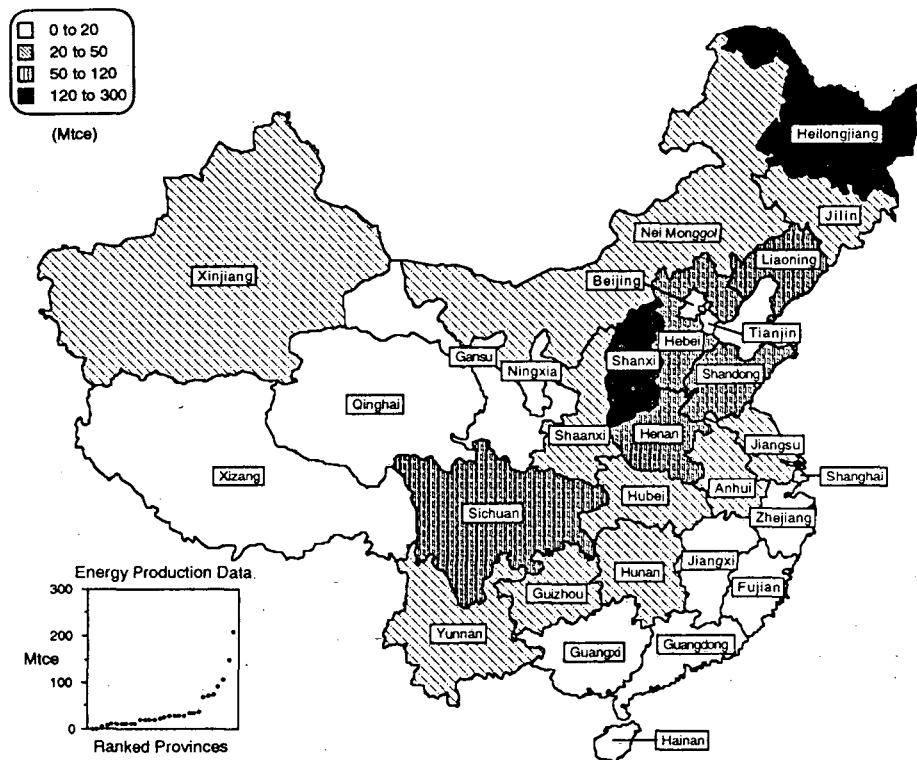 0 to 20
20 to 50
50 to 120
120 to 300
(Mtce)
Heilongjiang
Jilin
Nei Monggol
Liaoning
Xinjiang
Beijing
Tianjin
Hebei
Gansu
Shanxi
Ningxia
Shandong
Qinghai
Shaanxi
Henan
Jiangsu
Xizang
Shanghai
Hubei
Anhui
Sichuan
Zhejiang
Jiangxi
Hunan
Fujian
Guizhou
Yunnan
Guangxi
Guangdong
Hainan
Energy Production Data
300
200
Mtce
100
0
Ranked Provinces